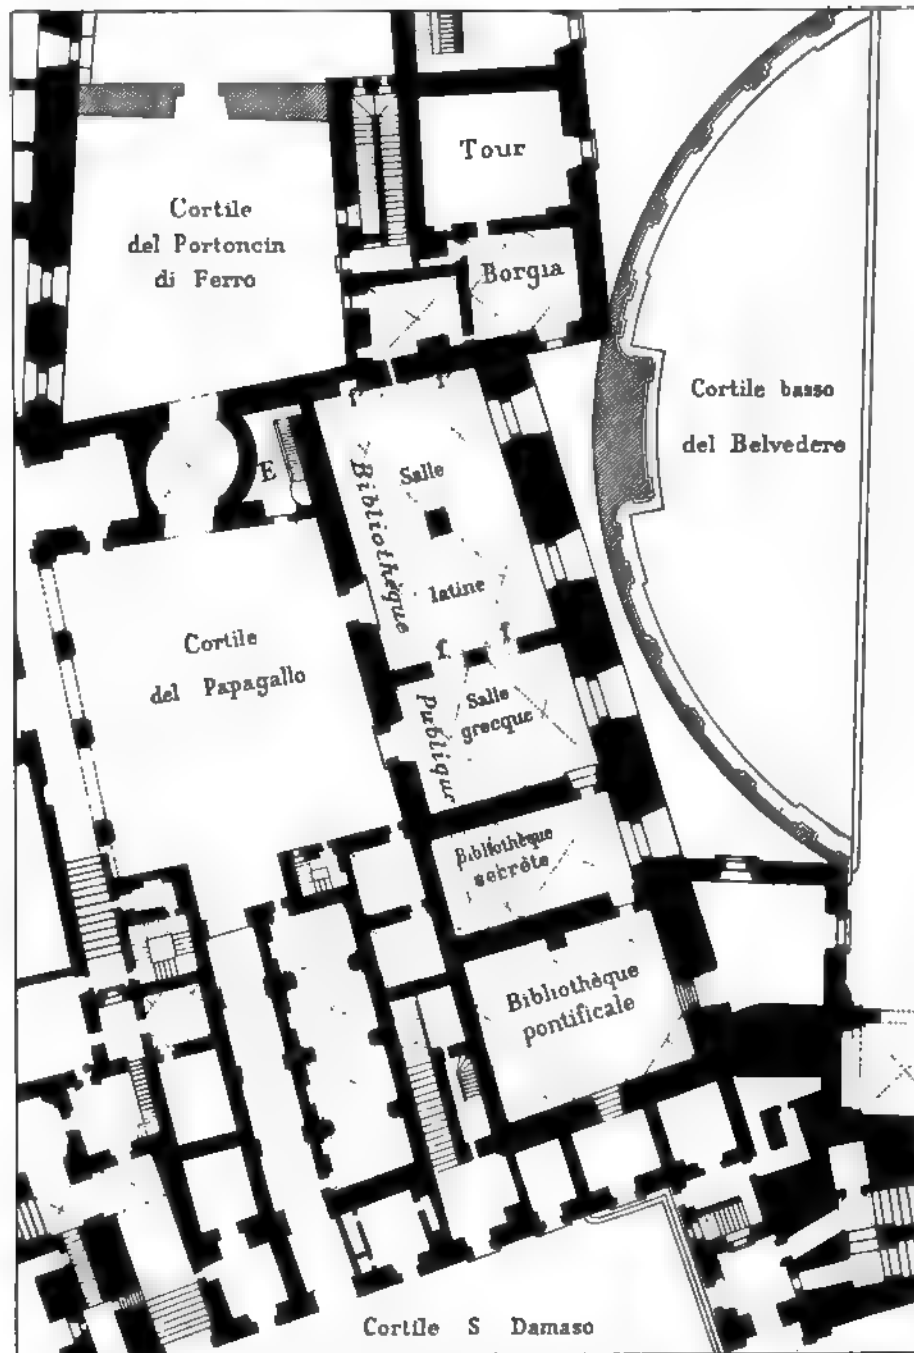 Tour
Cortile
del Portoncin
di Ferro
Borgia
Cortile basso
del Belvedere
E
f
f
Salle
latine
Bibliothèque
Cortile
del Papagallo
f.
f.
Salle
grecque
Publiqur
Bibliothèque
secrète
Bibliothèque
pontificale
Cortile S Damaso